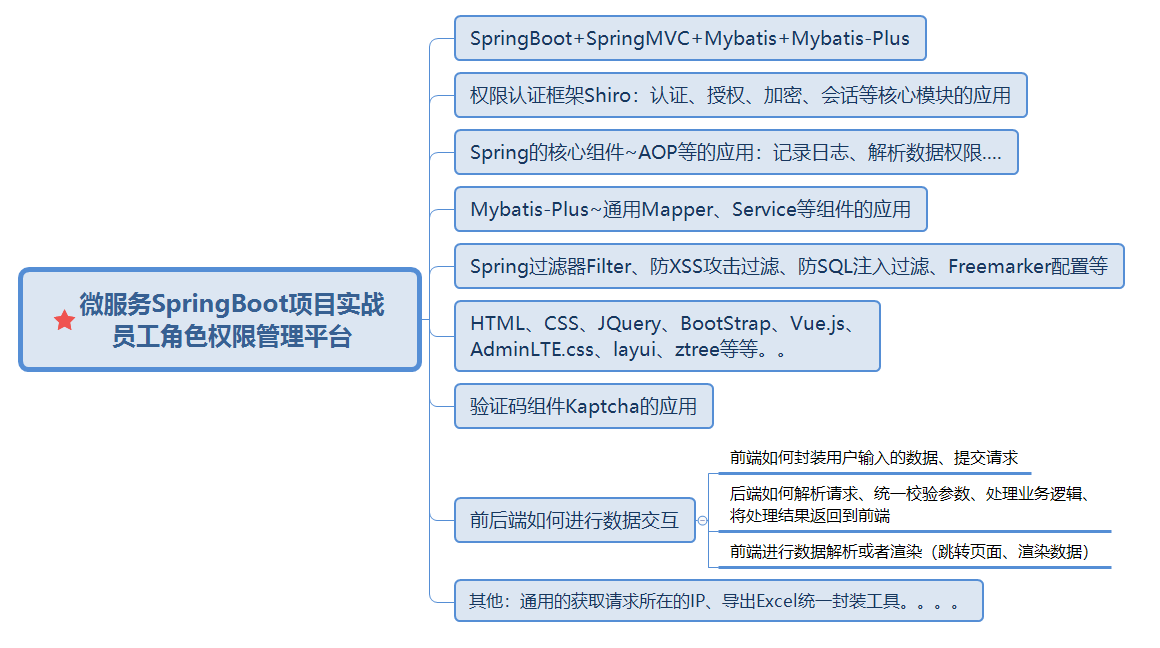 SpringBoot+SpringMVC+Mybatis+Mybatis-Plus
权限认证框架Shiro：认证、授权、加密、会话等核心模块的应用
Spring的核心组件~AOP等的应用：记录日志、解析数据权限....
Mybatis-Plus~通用Mapper、Service等组件的应用
Spring过滤器Filter、防XSS攻击过滤、防SQL注入过滤、Freemarker配置等
微服务SpringBoot项目实战
员工角色权限管理平台
HTML、CSS、JQuery、BootStrap、Vue.js、
AdminLTE.css、layui、ztree等等。。
验证码组件Kaptcha的应用
前后端如何进行数据交互
前端如何封装用户输入的数据、提交请求
后端如何解析请求、统一校验参数、处理业务逻辑、
将处理结果返回到前端
前端进行数据解析或者渲染（跳转页面、渲染数据）
其他：通用的获取请求所在的IP、导出Excel统一封装工具。。。。